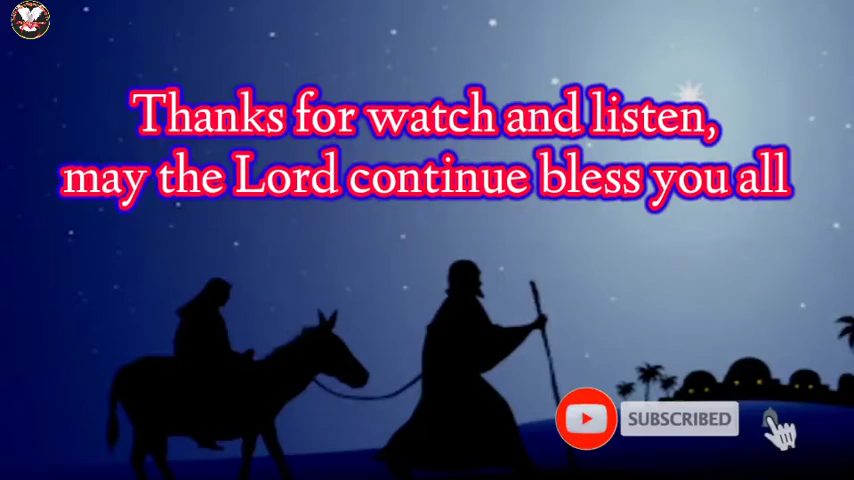 Thanks for watch and listen,
may the Lord continue bless you all
SUBSCRIBED